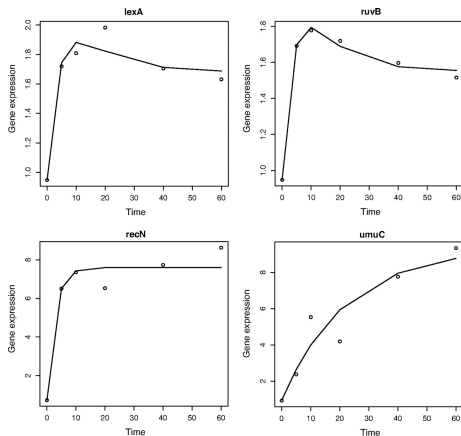 lexA
Gene expression
1.0 1.2 1.4 1.6 1.8 2.0
0 10 20 30 40 50 60
Time
ruvB
Gene expression
1.0 1.2 1.4 1.6 1.8
0 10 20 30 40 50 60
Time
recN
Gene expression
2 4 6 8
0 10 20 30 40 50 60
Time
umuC
Gene expression
2 4 6 8
0 10 20 30 40 50 60
Time